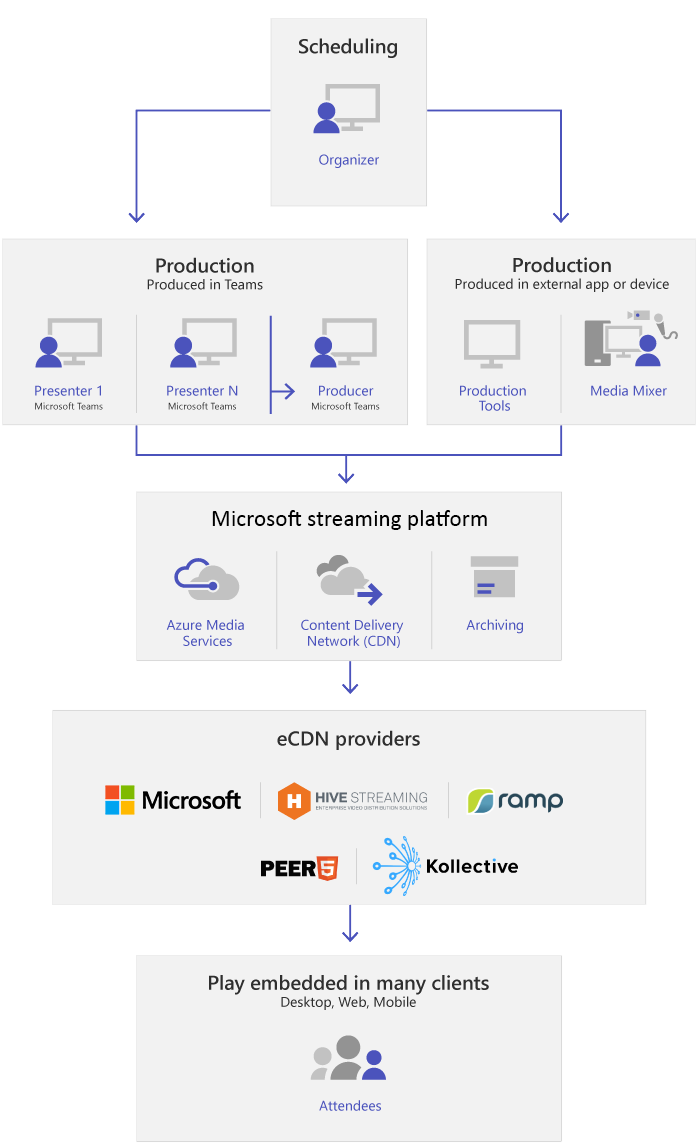 Scheduling
Organizer
Production
Produced in Teams
Presenter 1
Microsoft Teams
Presenter N
Microsoft Teams
Producer
Microsoft Teams
Production
Produced in external app or device
Production
Tools
Media Mixer
Microsoft streaming platform
Azure Media
Services
Content Delivery
Network (CDN)
Archiving
eCDN providers
Microsoft
H
HIVE STREAMING
ENTERPRISE VIDEO DISTRIBUTION SOLUTIONS
ramp
PEER5
Kollective
Play embedded in many clients
Desktop, Web, Mobile
Attendees